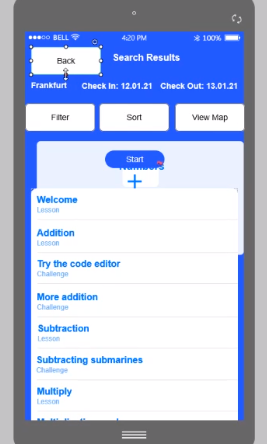 BELL 4:20 PM 100%
Back
Search Results
Frankfurt Check In: 12.01.21 Check Out: 13.01.21
Filter Sort View Map
Start
Numbers
Welcome
Lesson
Addition
Lesson
Try the code editor
Challenge
More addition
Challenge
Subtraction
Lesson
Subtracting submarines
Challenge
Multiply
Lesson